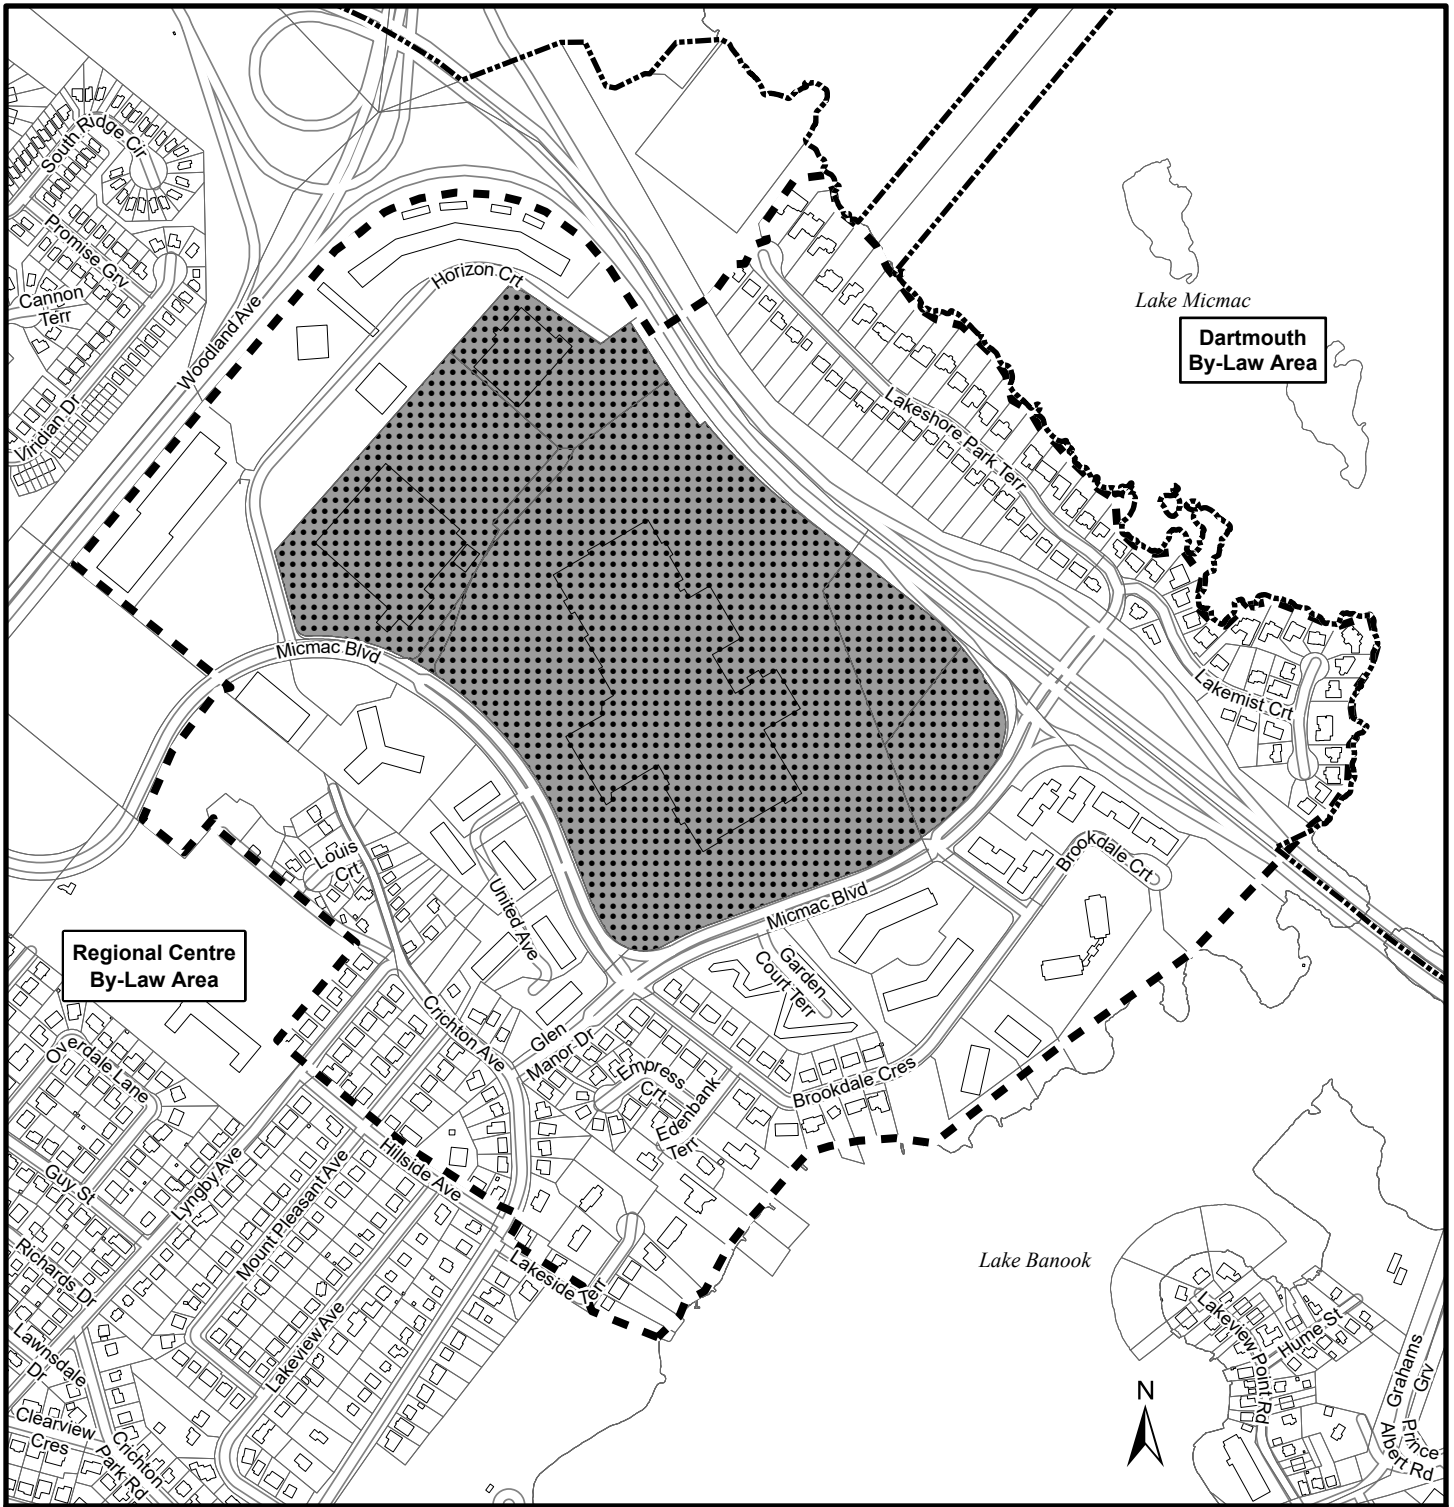 South Ridge Cir
Promise Grv
Cannon
Terr
Viridian Dr
Woodland Ave
Horizon Crt
Lake Micmac
Dartmouth
By-Law Area
Lakeshore Park Terr
Micmac Blvd
Lakemist Crt
Louis
Crt
United Ave
Brookdale Crt
Micmac Blvd
Garden
Court Terr
Regional Centre
By-Law Area
Crichton Ave
Glen
Manor Dr
Empress
Crt
Edenbank
Terr
Brookdale Cres
Overdale Lane
Guy St
Lyngby Ave
Mount Pleasant Ave
Hillside Ave
Richards Dr
Lakeside Terr
Lakeview Ave
Lawnsdale
Dr
Clearview
Cres
Crichton
Park Rd
Lake Banook
Lakeview Point Rd
Hume St
Grahams
Grv
Prince
Albert Rd
N